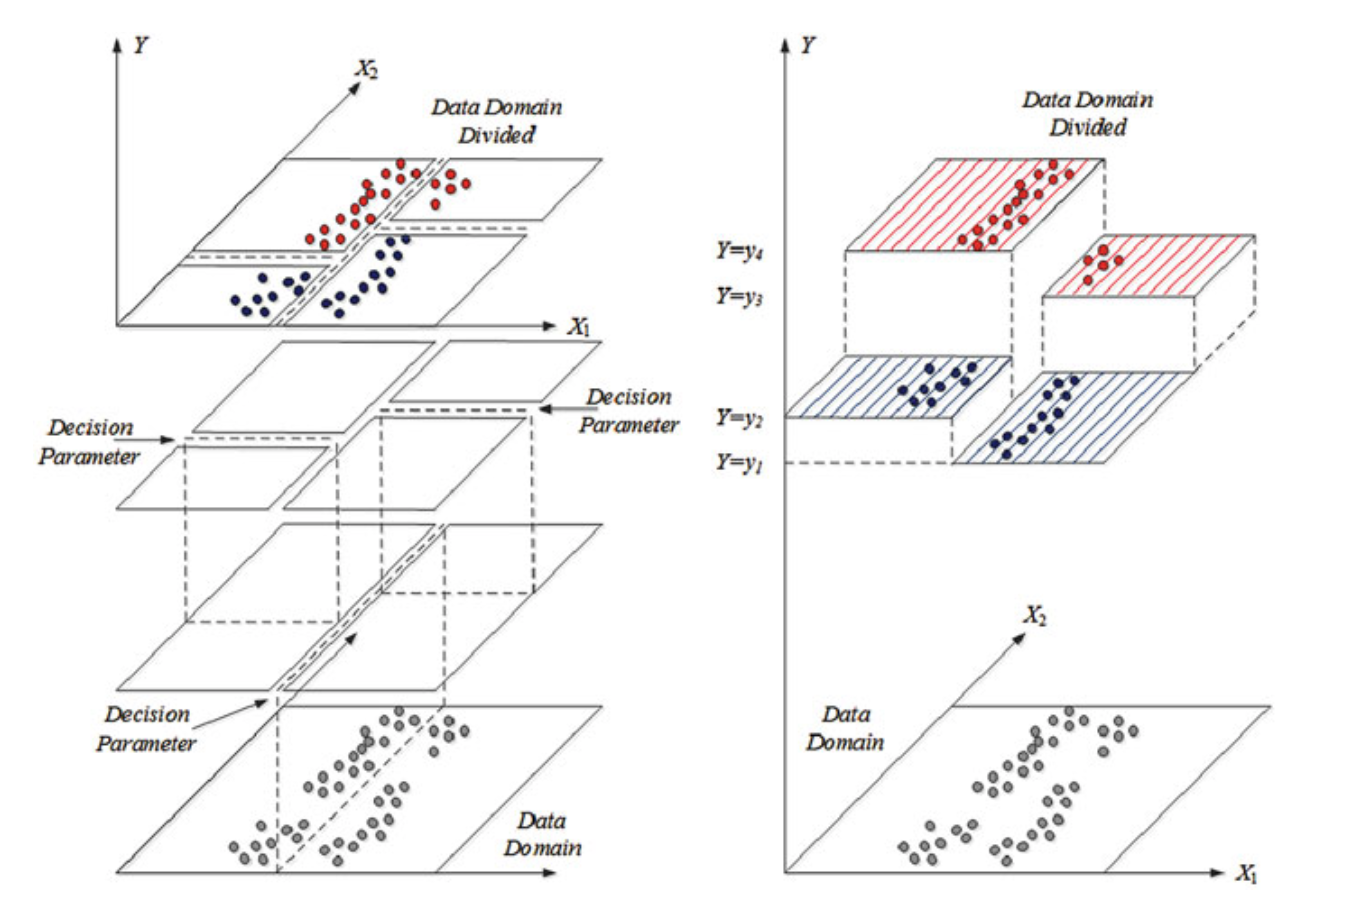 Y
X2
Data Domain
Divided
X1
Decision
Parameter
Decision
Parameter
Decision
Parameter
Data
Domain
Y
Data Domain
Divided
Y=y4
Y=y3
Y=y2
Y=y1
X2
Data
Domain
X1